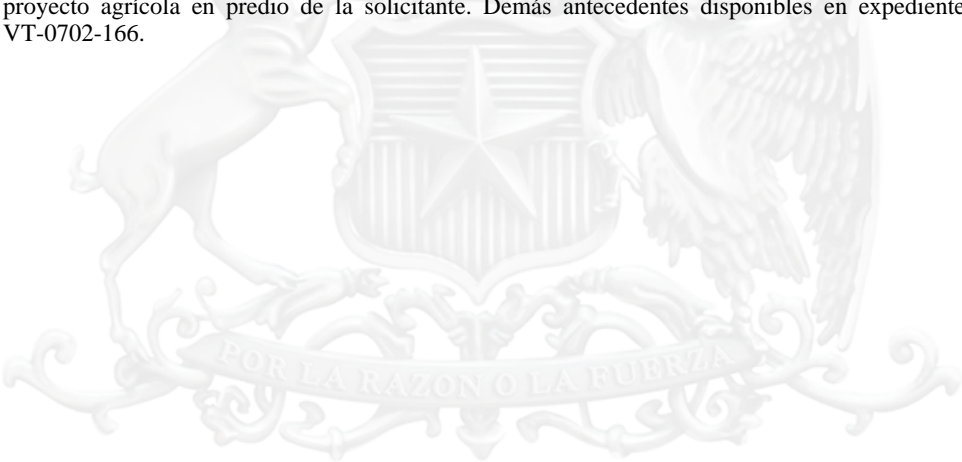 proyecto agrícola en predio de la solicitante. Demás antecedentes disponibles en expediente
VT-0702-166.
POR LA RAZON O LA FUERZA